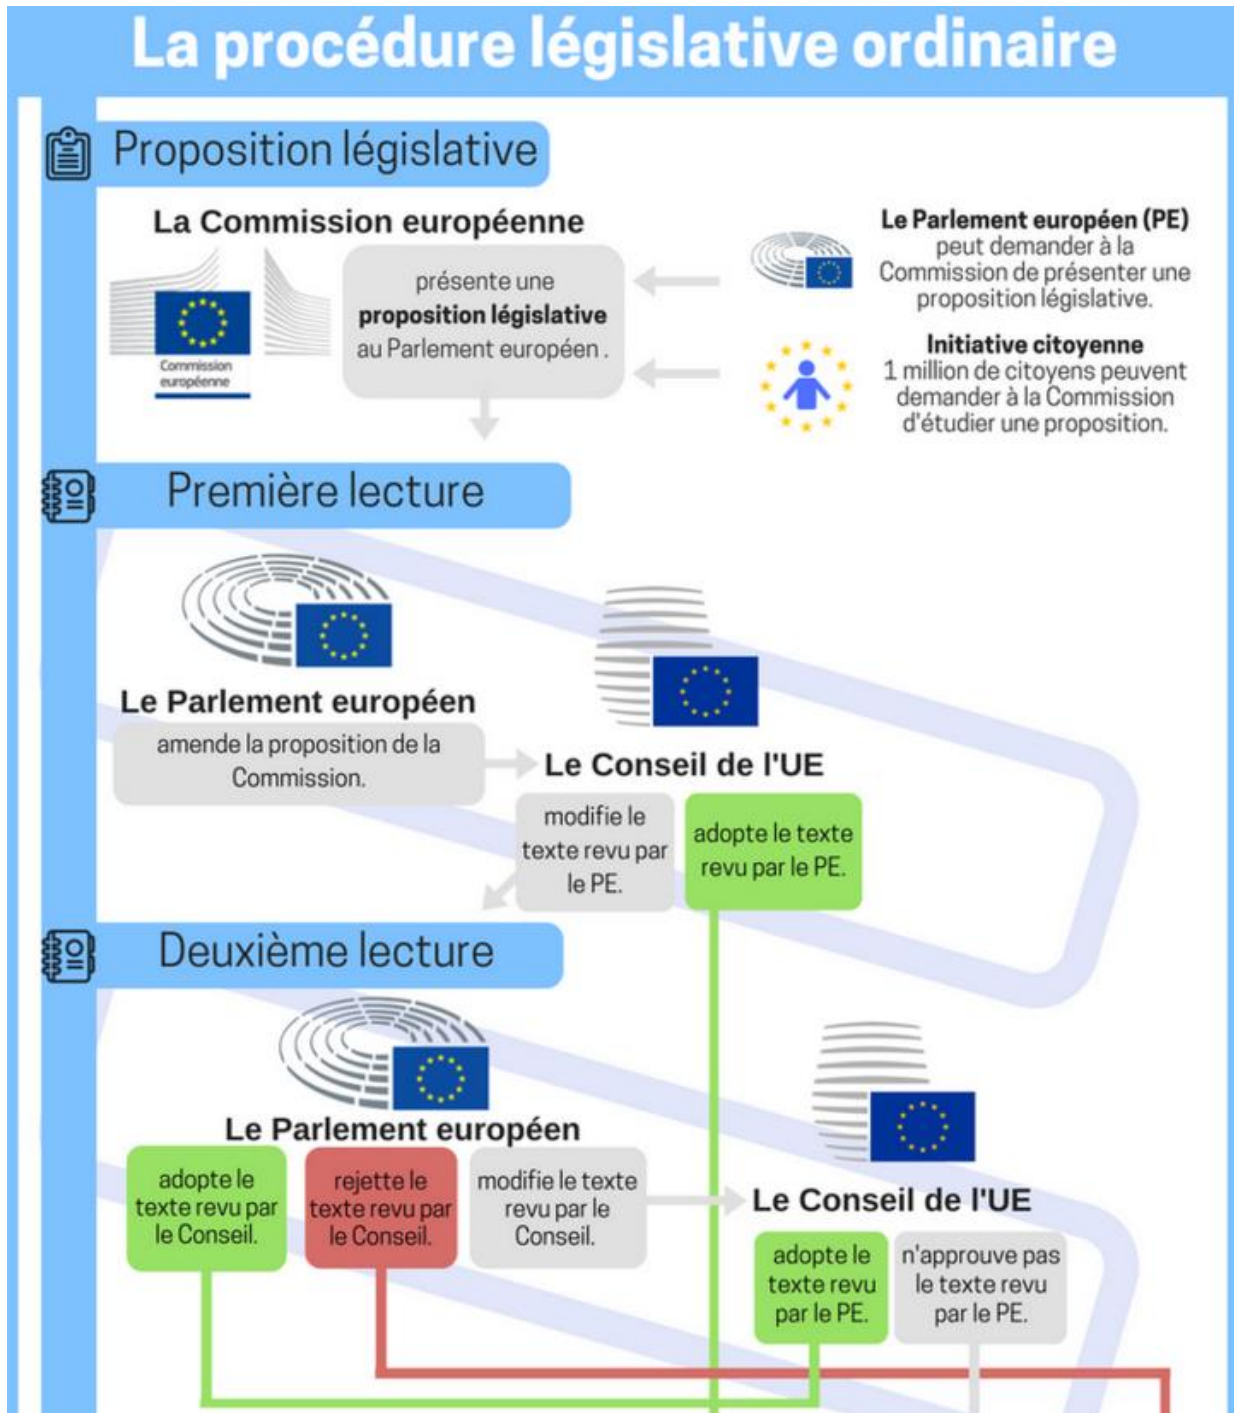 La procédure législative ordinaire
Proposition législative
La Commission européenne
Commission
européenne
présente une
proposition législative
au Parlement européen .
Le Parlement européen (PE)
peut demander à la
Commission de présenter une
proposition législative.
Initiative citoyenne
1 million de citoyens peuvent
demander à la Commission
d'étudier une proposition.
Première lecture
Le Parlement européen
amende la proposition de la
Commission.
Le Conseil de l'UE
modifie le
texte revu par
le PE.
adopte le texte
revu par le PE.
Deuxième lecture
Le Parlement européen
adopte le
texte revu par
le Conseil.
rejette le
texte revu par
le Conseil.
modifie le texte
revu par le
Conseil.
Le Conseil de l'UE
adopte le
texte revu
par le PE.
n'approuve pas
le texte revu
par le PE.